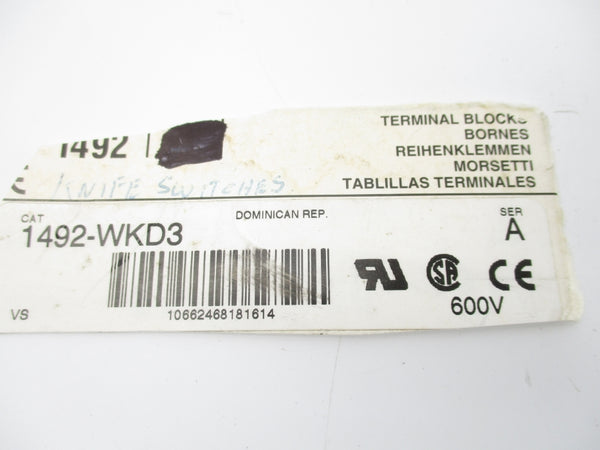 1492
TERMINAL BLOCKS
BORNES
REIHENKLEMMEN
MORSETTI
TABLILLAS TERMINALES
KNIFE SWITCHES
CAT
1492-WKD3
DOMINICAN REP.
SER
A
VS
10662468181614
600V